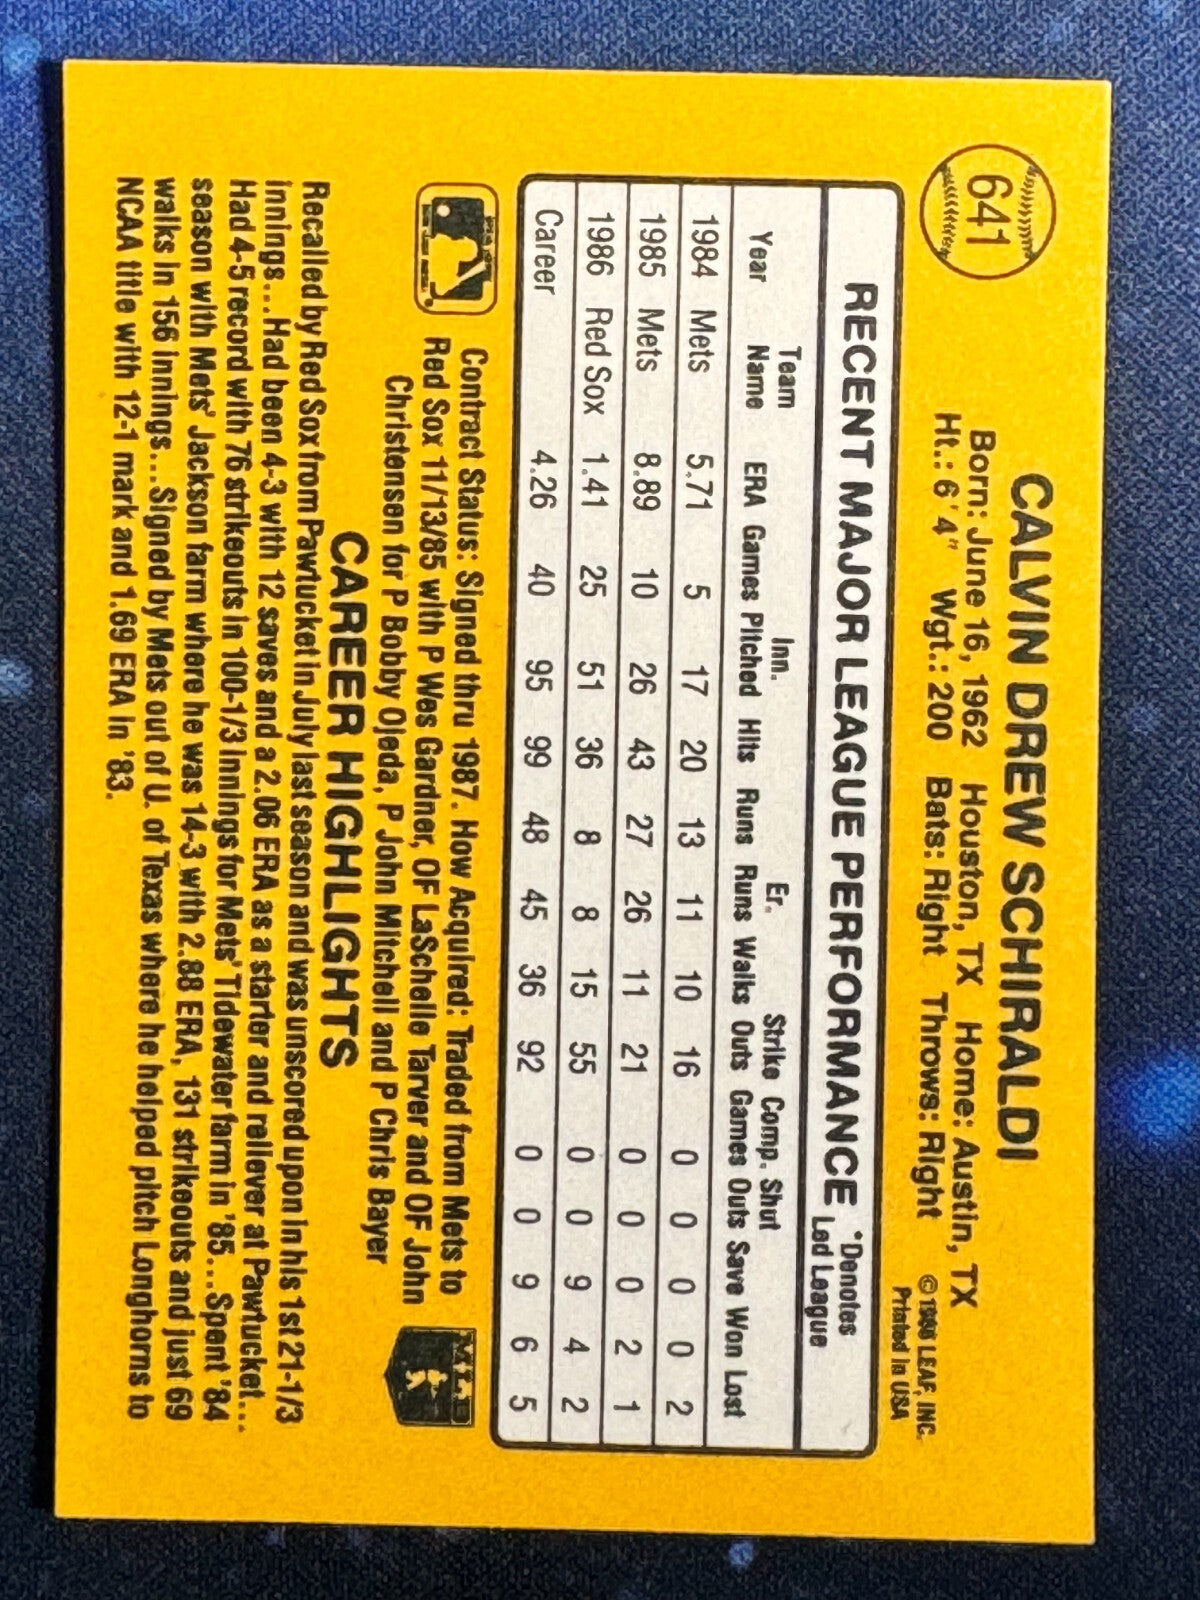 641
CALVIN DREW SCHIRALDI
Born: June 16, 1962 Houston, TX Home: Austin, TX
Ht.: 6'4" Wgt.: 200 Bats: Right Throws: Right
© 1986 LEAF, INC.
Printed in USA
RECENT MAJOR LEAGUE PERFORMANCE *Denotes
Led League
Team Inn. Er. Strike Comp. Shut
Year Name ERA Games Pitched Hits Runs Runs Walks Outs Games Outs Save Won Lost
1984 Mets 5.71 5 17 20 13 11 10 16 0 0 0 0 2
1985 Mets 8.89 10 26 43 27 26 11 21 0 0 0 2 1
1986 Red Sox 1.41 25 51 36 8 8 15 55 0 0 9 4 2
Career 4.26 40 95 99 48 45 36 92 0 0 9 6 5
Contract Status: Signed thru 1987. How Acquired: Traded from Mets to
Red Sox 11/13/85 with P Wes Gardner, OF LaSchelle Tarver and OF John
Christensen for P Bobby Ojeda, P John Mitchell and P Chris Bayer
MLB
CAREER HIGHLIGHTS
Recalled by Red Sox from Pawtucket in July last season and was unscored upon in his 1st 21-1/3
innings...Had been 4-3 with 12 saves and a 2.06 ERA as a starter and reliever at Pawtucket...
Had 4-5 record with 76 strikeouts in 100-1/3 innings for Mets' Tidewater farm in '85...Spent '84
season with Mets' Jackson farm where he was 14-3 with 2.88 ERA, 131 strikeouts and just 69
walks in 156 innings...Signed by Mets out of U. of Texas where he helped pitch Longhorns to
NCAA title with 12-1 mark and 1.69 ERA in '83.